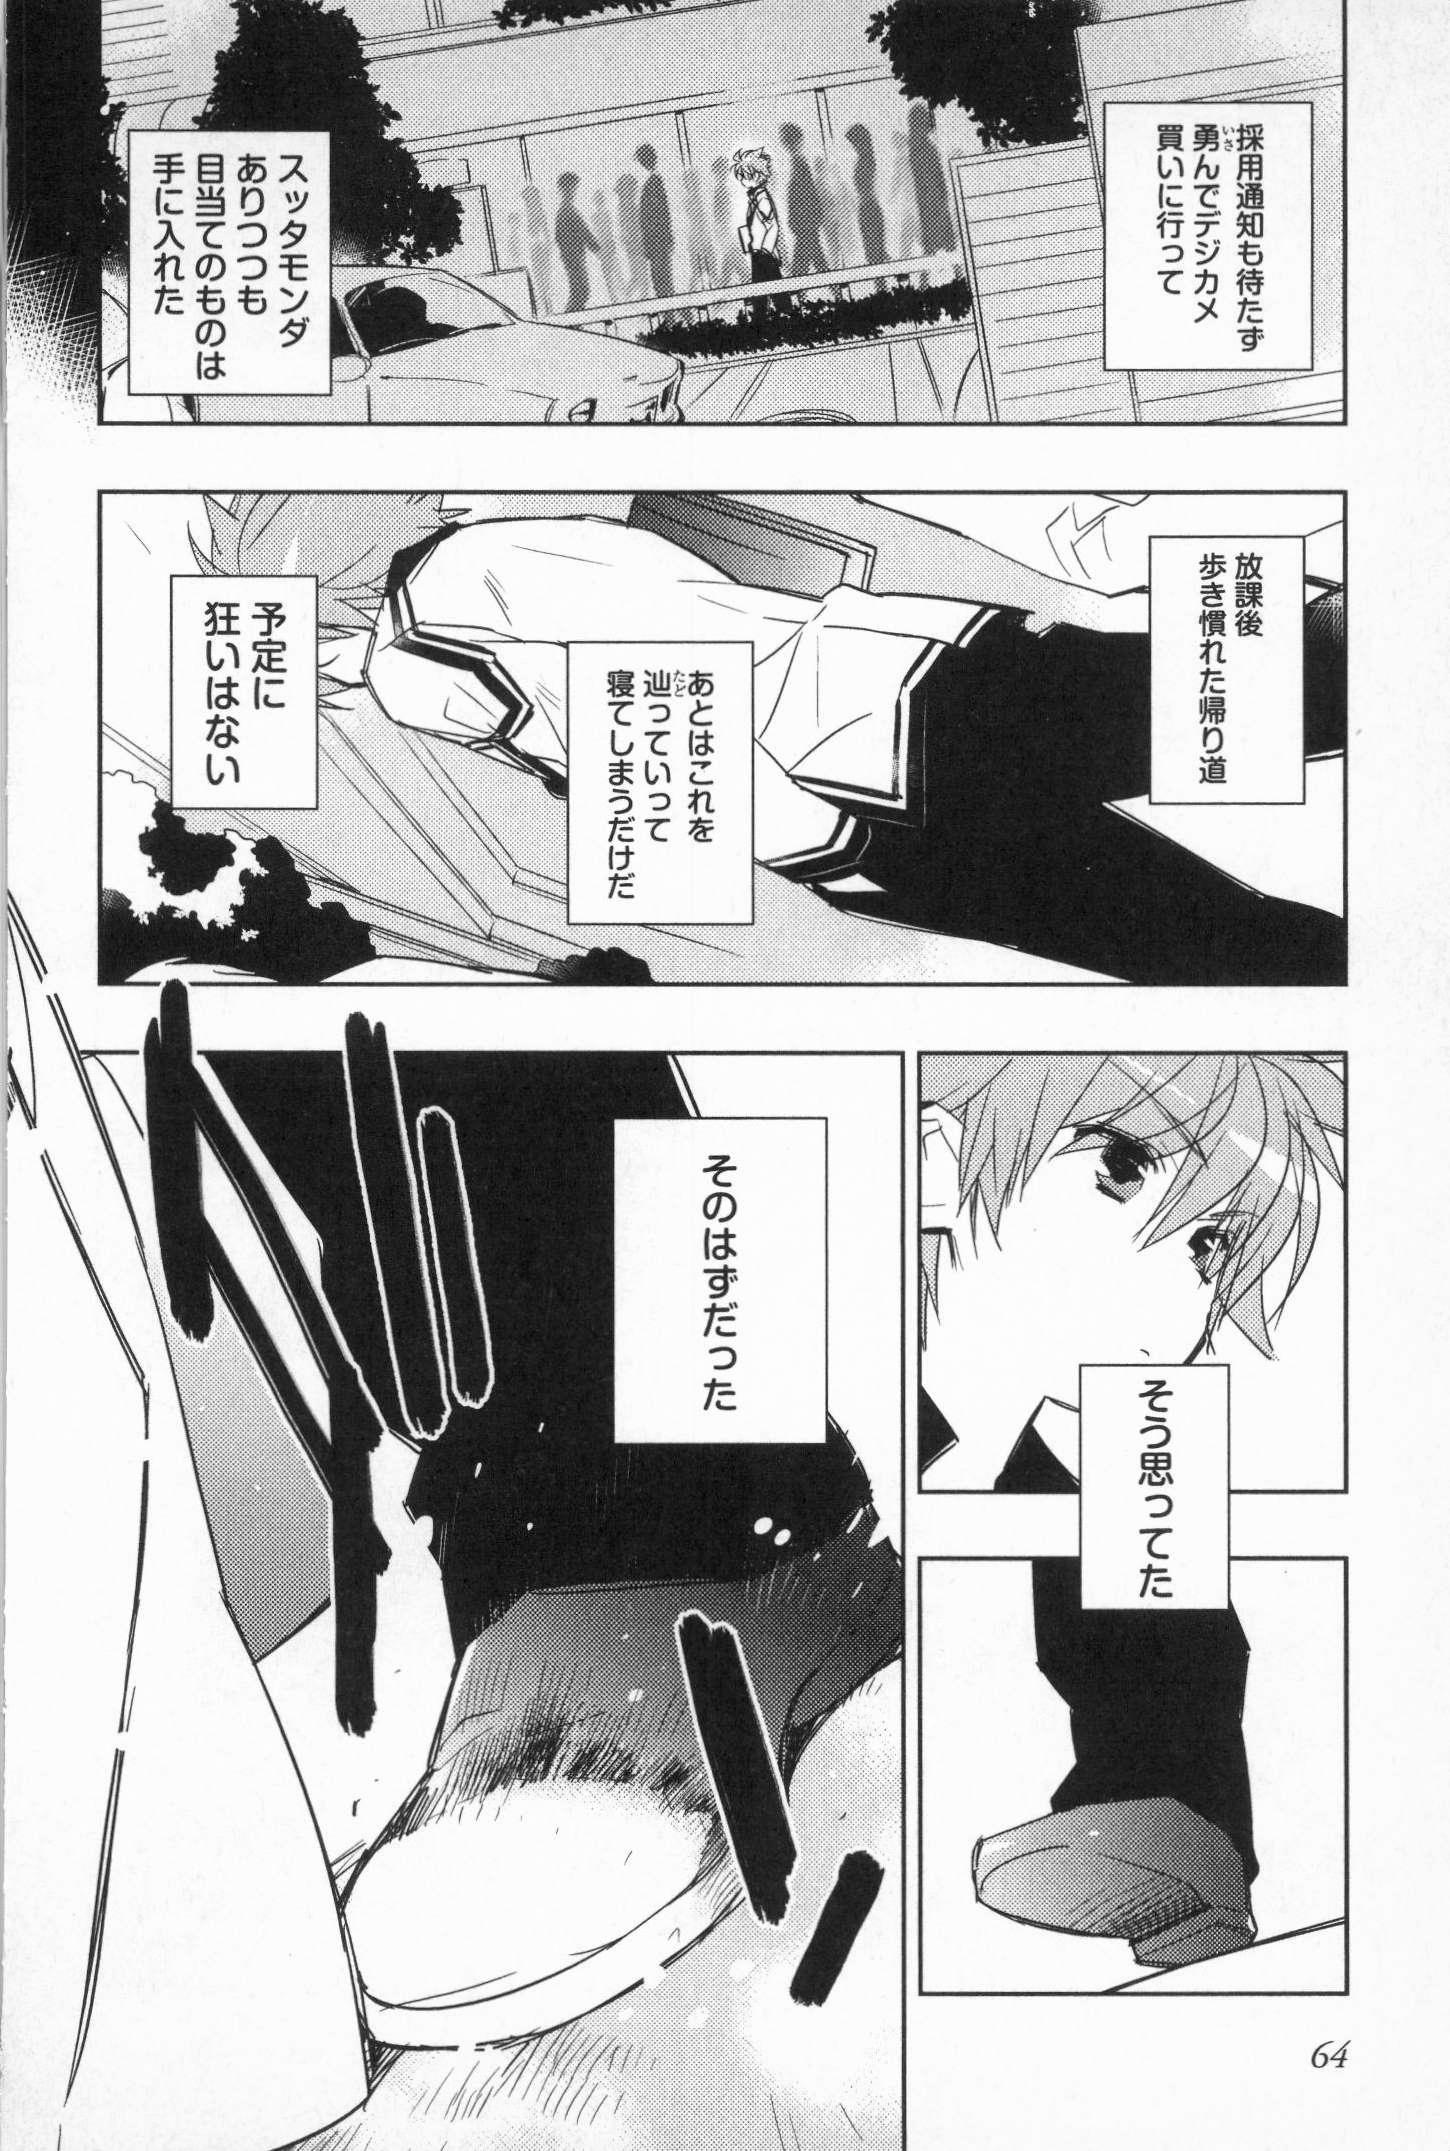 採用通知も待たず
勇んでデジカメ
買いに行って
スッタモンダ
ありつつも
目当てのものは
手に入れた
放課後
歩き慣れた帰り道
あとはこれを
辿っていって
寝てしまうだけだ
予定に
狂いはない
そう思ってた
そのはずだった
64